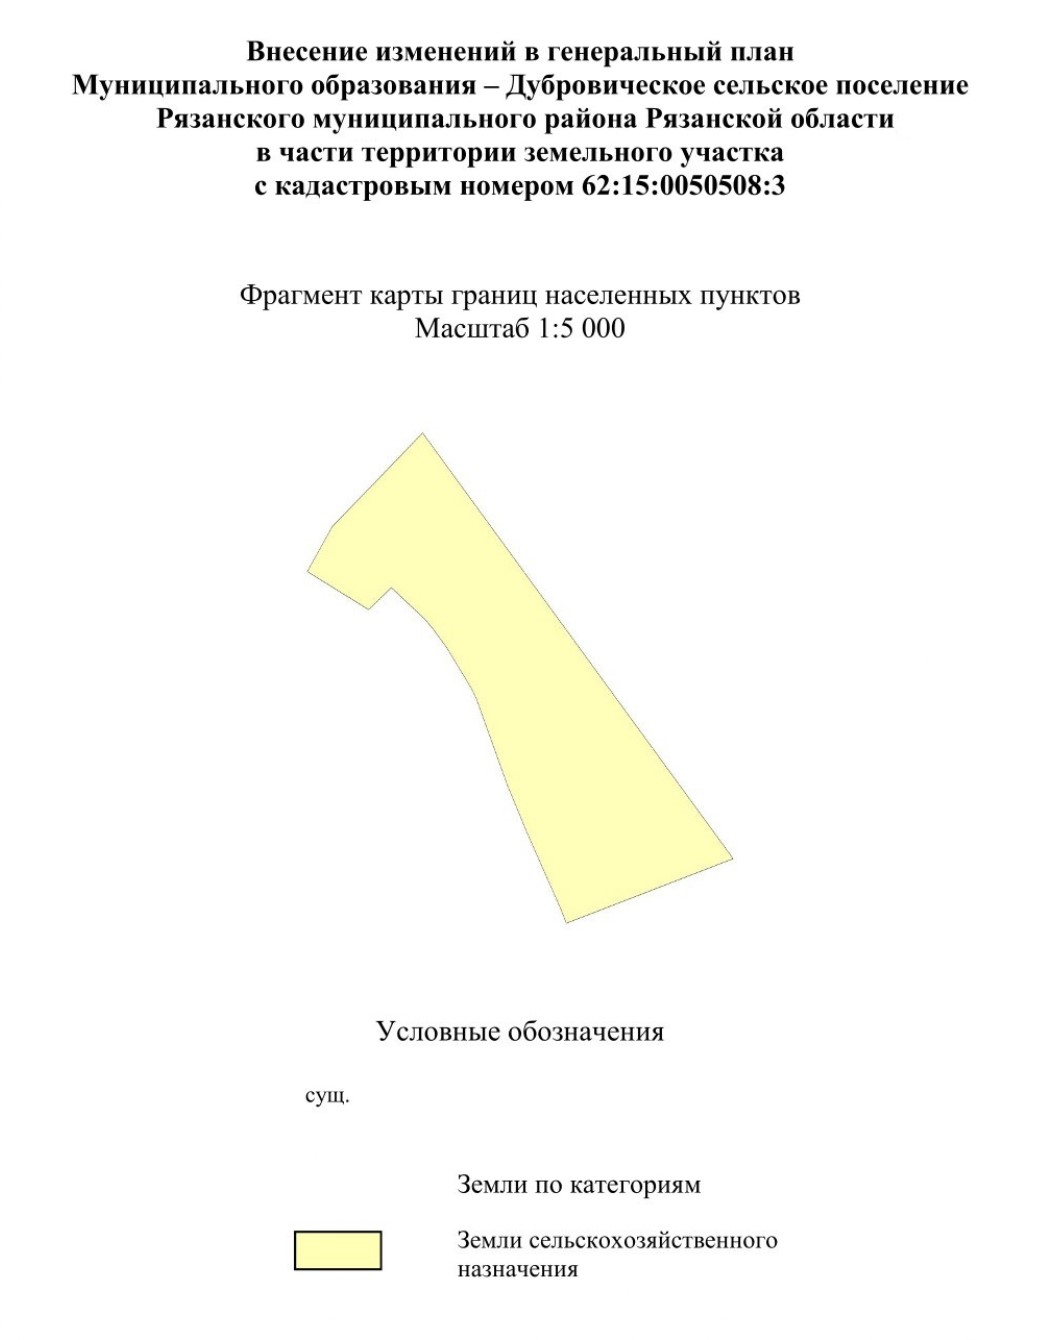 Внесение изменений в генеральный план
Муниципального образования – Дубровическое сельское поселение
Рязанского муниципального района Рязанской области
в части территории земельного участка
с кадастровым номером 62:15:0050508:3
Фрагмент карты границ населенных пунктов
Масштаб 1:5 000
Условные обозначения
сущ.
Земли по категориям
Земли сельскохозяйственного
назначения